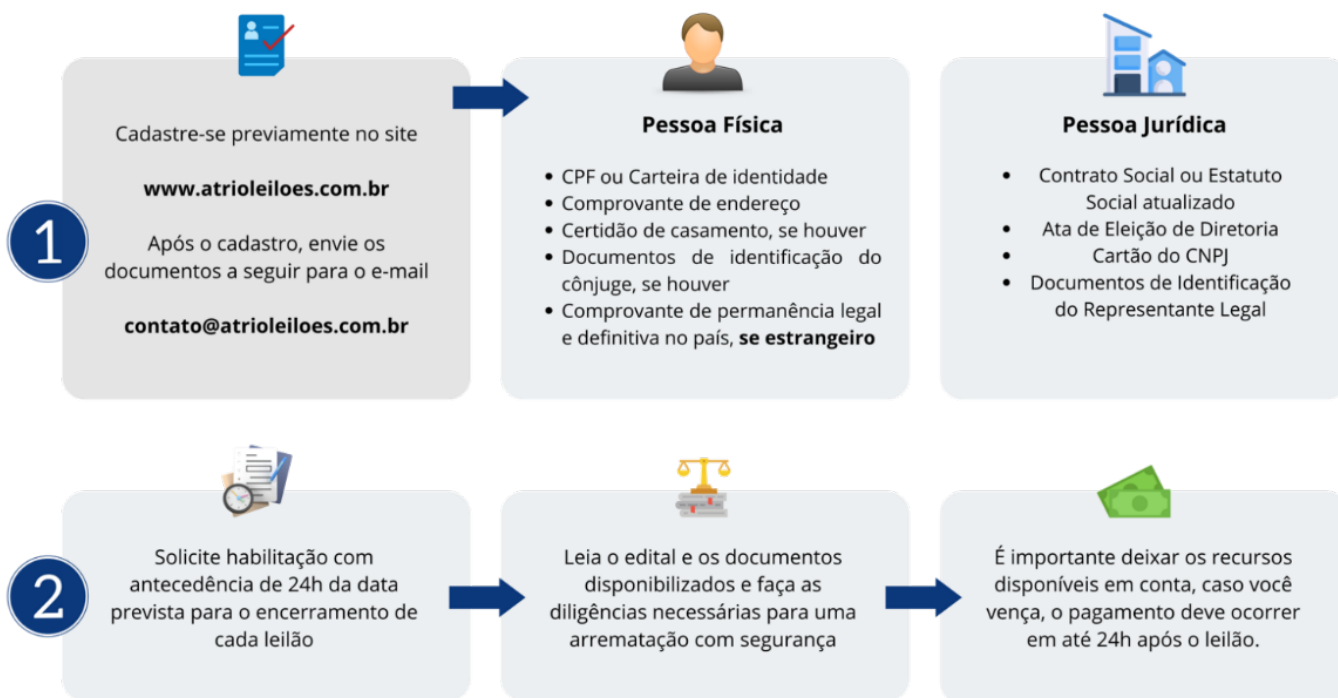 1
Cadastre-se previamente no site
www.atrioleiloes.com.br
Após o cadastro, envie os
documentos a seguir para o e-mail
contato@atrioleiloes.com.br
Pessoa Física
• CPF ou Carteira de identidade
• Comprovante de endereço
• Certidão de casamento, se houver
• Documentos de identificação do
cônjuge, se houver
• Comprovante de permanência legal
e definitiva no país, se estrangeiro
Pessoa Jurídica
• Contrato Social ou Estatuto
Social atualizado
• Ata de Eleição de Diretoria
• Cartão do CNPJ
• Documentos de Identificação
do Representante Legal
2
Solicite habilitação com
antecedência de 24h da data
prevista para o encerramento de
cada leilão
Leia o edital e os documentos
disponibilizados e faça as
diligências necessárias para uma
arrematação com segurança
É importante deixar os recursos
disponíveis em conta, caso você
vença, o pagamento deve ocorrer
em até 24h após o leilão.